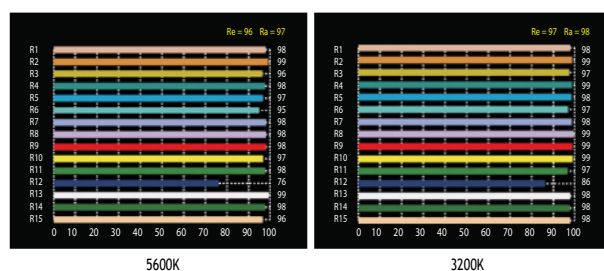 Re = 96 Ra = 97
R1 98
R2 99
R3 96
R4 98
R5 97
R6 95
R7 98
R8 98
R9 98
R10 97
R11 98
R12 76
R13 99
R14 98
R15 96
0 10 20 30 40 50 60 70 80 90 100
5600K
Re = 97 Ra = 98
R1 98
R2 99
R3 98
R4 98
R5 98
R6 97
R7 98
R8 99
R9 99
R10 99
R11 97
R12 86
R13 99
R14 98
R15 98
0 10 20 30 40 50 60 70 80 90 100
3200K